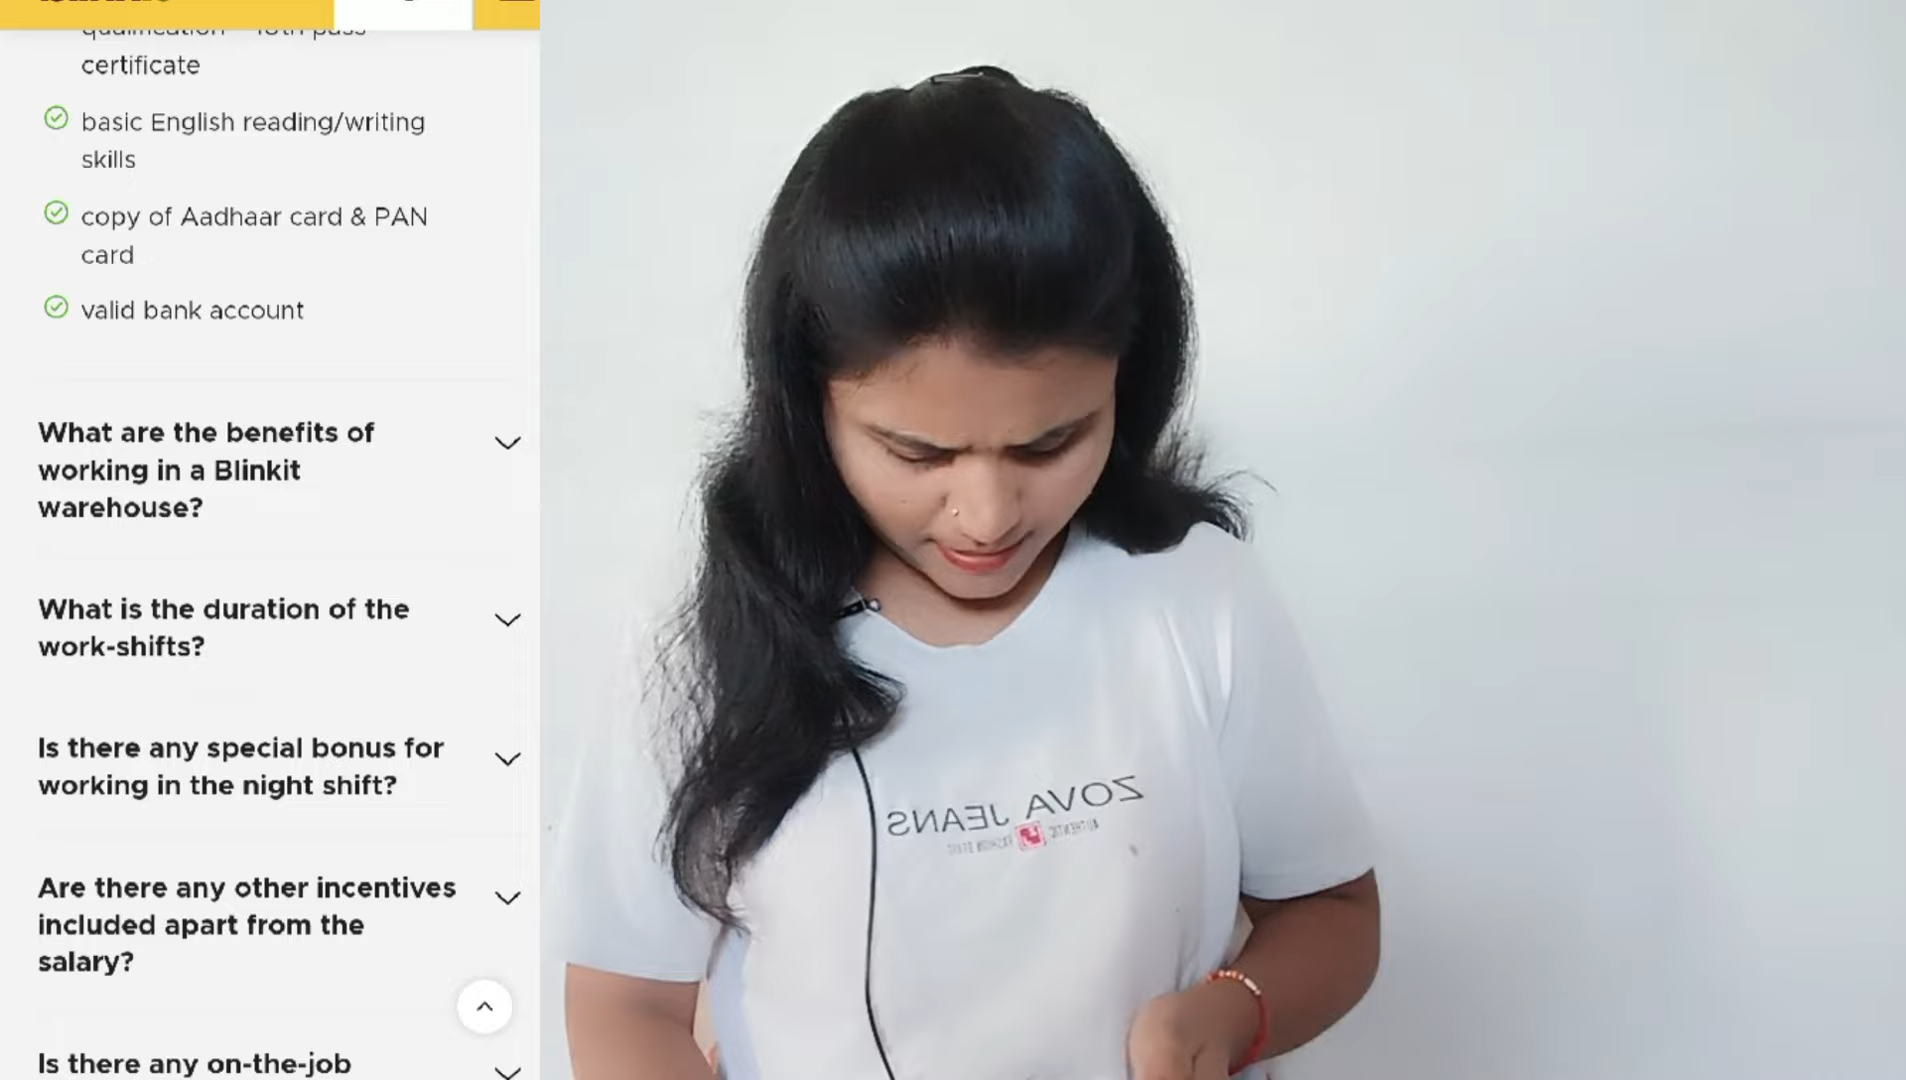 certificate
basic English reading/writing
skills
copy of Aadhaar card & PAN
card
valid bank account
What are the benefits of
working in a Blinkit
warehouse?
What is the duration of the
work-shifts?
Is there any special bonus for
working in the night shift?
Are there any other incentives
included apart from the
salary?
Is there any on-the-job
ZOVA JEANS
AUTHENTIC